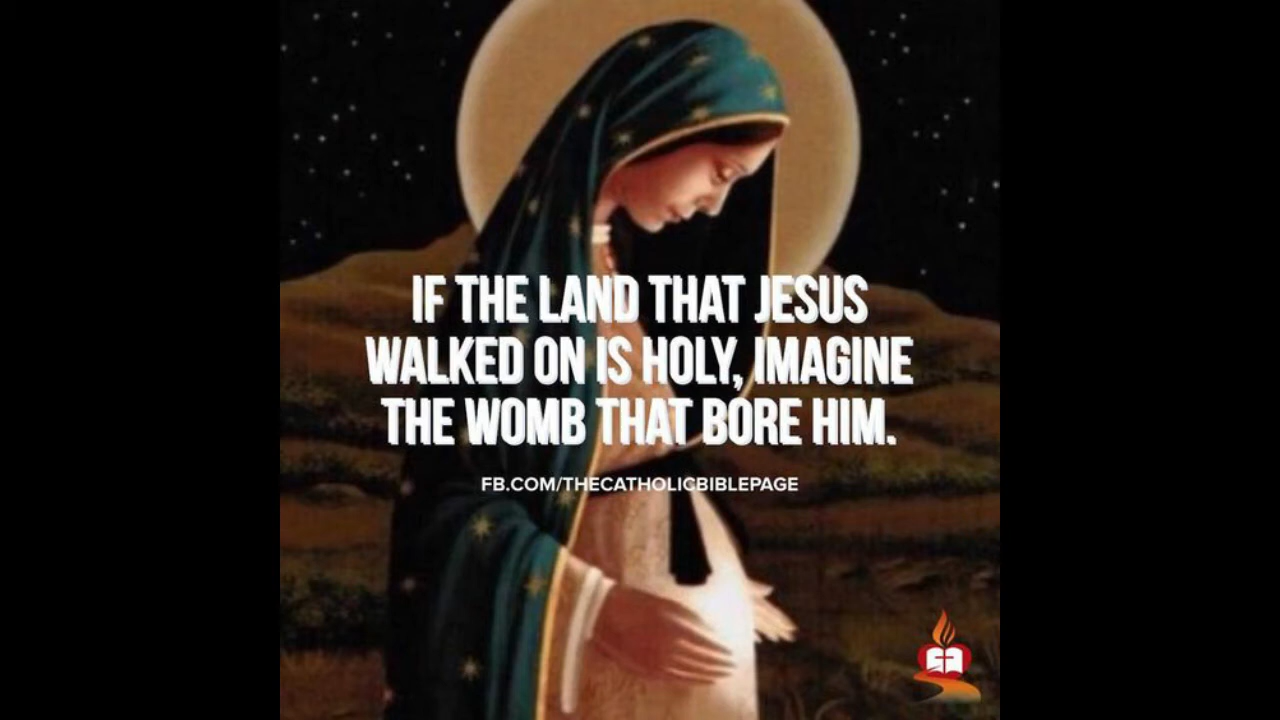 IF THE LAND THAT JESUS
WALKED ON IS HOLY, IMAGINE
THE WOMB THAT BORE HIM.
FB.COM/THECATHOLICBIBLEPAGE